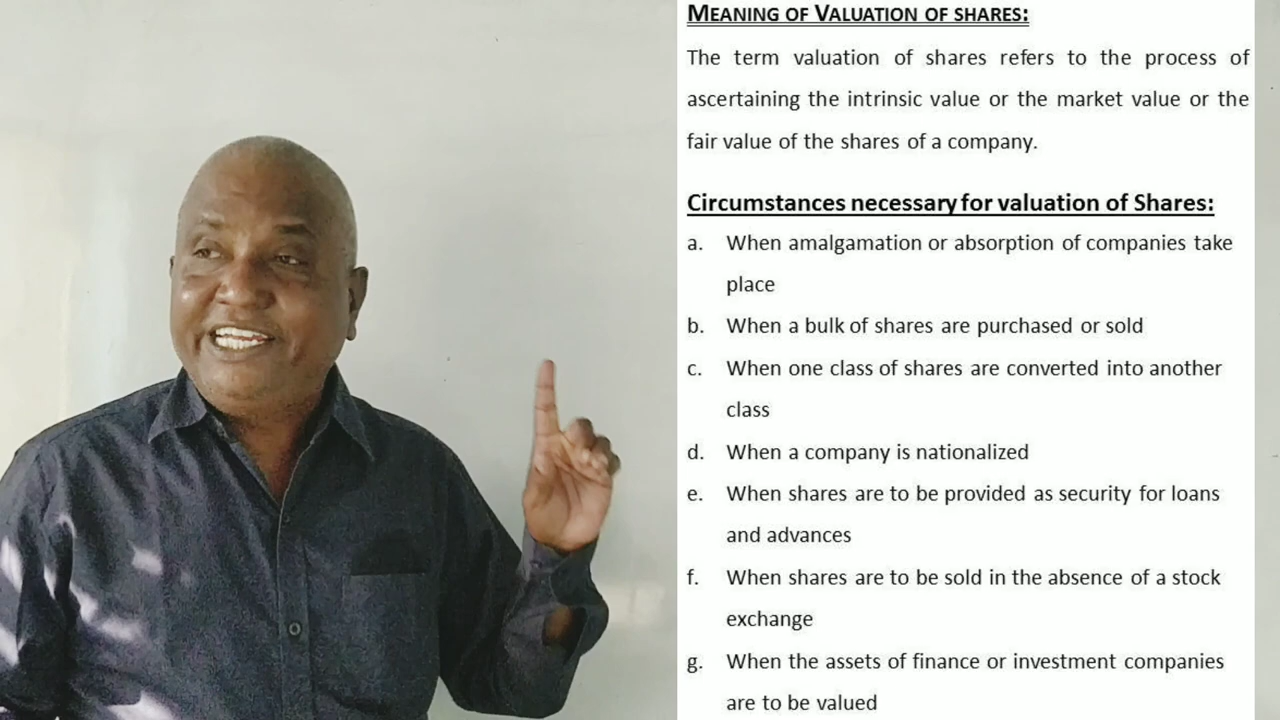 MEANING OF VALUATION OF SHARES:
The term valuation of shares refers to the process of
ascertaining the intrinsic value or the market value or the
fair value of the shares of a company.
Circumstances necessary for valuation of Shares:
a. When amalgamation or absorption of companies take
place
b. When a bulk of shares are purchased or sold
c. When one class of shares are converted into another
class
d. When a company is nationalized
e. When shares are to be provided as security for loans
and advances
f. When shares are to be sold in the absence of a stock
exchange
g. When the assets of finance or investment companies
are to be valued